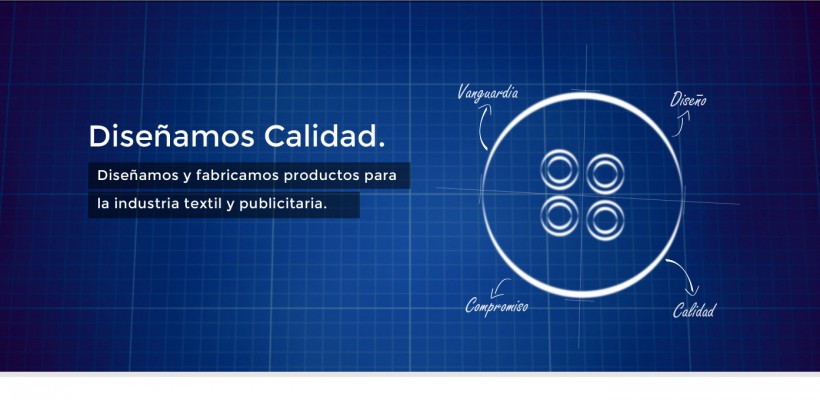 Diseñamos Calidad.
Diseñamos y fabricamos productos para
la industria textil y publicitaria.
Vanguardia
Diseño
Compromiso
Calidad